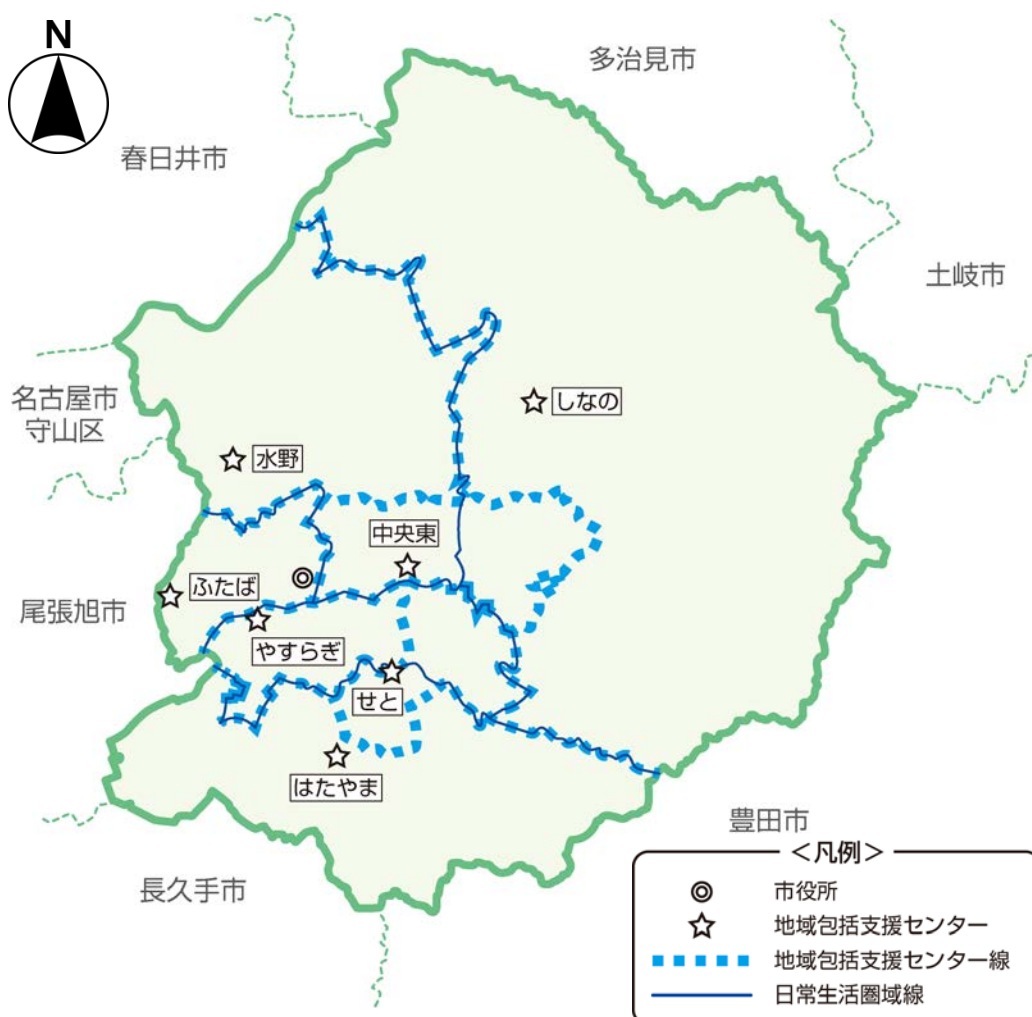 N
多治見市
春日井市
土岐市
しなの
名古屋市
守山区
水野
中央東
ふたば
尾張旭市
やすらぎ
せと
はたやま
豊田市
長久手市
<凡例>
市役所
地域包括支援センター
地域包括支援センター線
日常生活圏域線